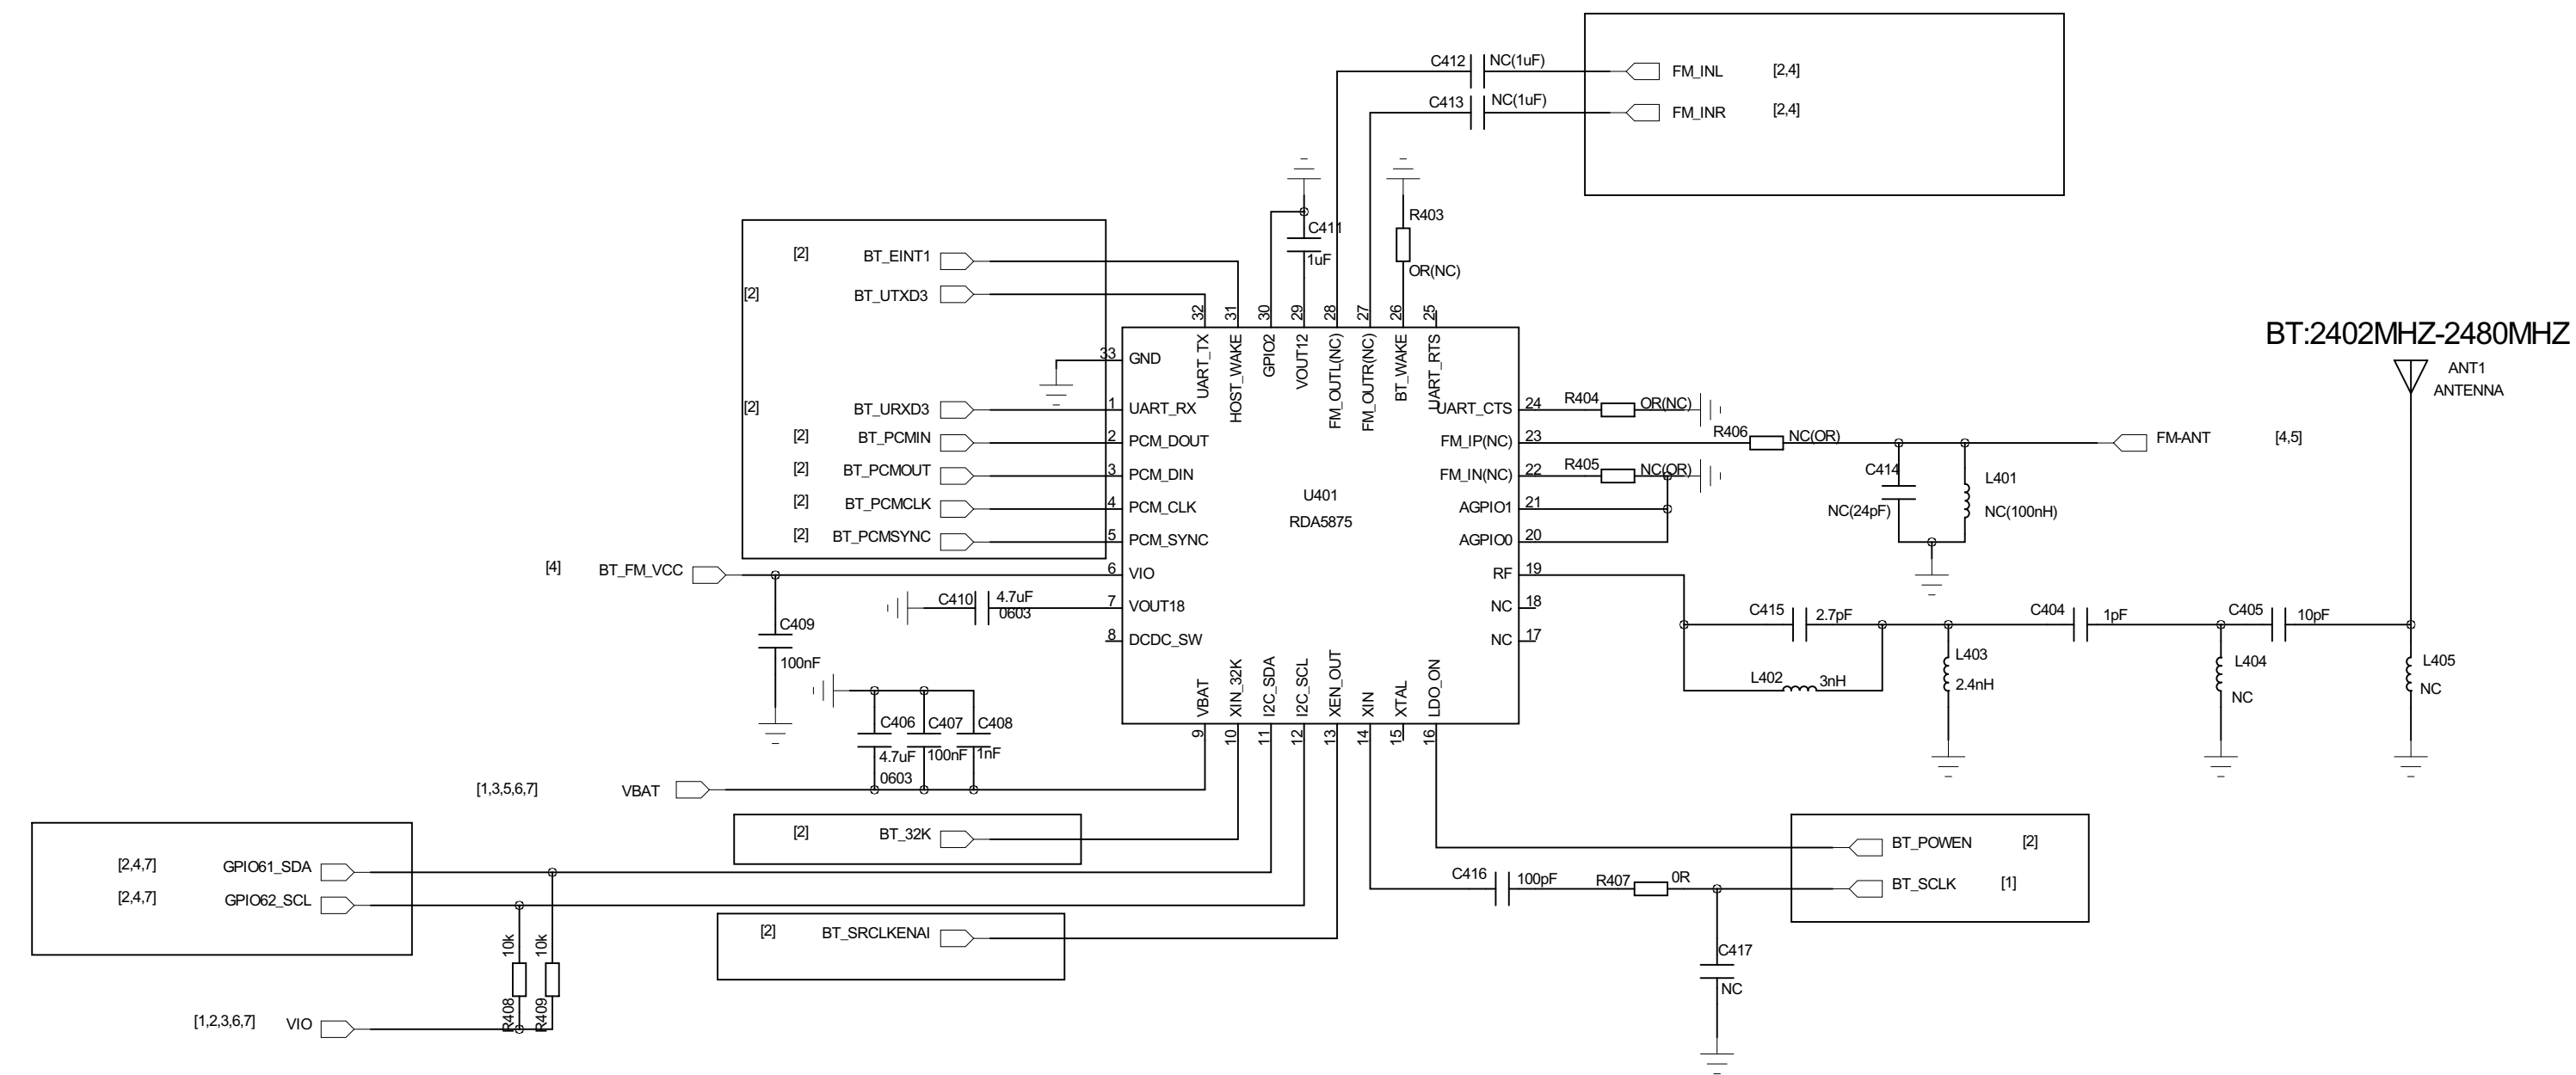 C412 NC(1uF) FM_INL [2,4]
C413 NC(1uF) FM_INR [2,4]
R403
OR(NC)
C411
1uF
[2] BT_EINT1
[2] BT_UTXD3
32 31 30 29 28 27 26 25
UART_TX HOST_WAKE GPIO2 VOUT12 FM_OUTL(NC) FM_OUTR(NC) BT_WAKE UART_RTS
BT:2402MHZ-2480MHZ
ANT1
ANTENNA
33 GND
[2] BT_URXD3 1 UART_RX
[2] BT_PCMIN 2 PCM_DOUT
[2] BT_PCMOUT 3 PCM_DIN
[2] BT_PCMCLK 4 PCM_CLK
[2] BT_PCMSYNC 5 PCM_SYNC
[4] BT_FM_VCC 6 VIO
C410 4.7uF
0603
7 VOUT18
8 DCDC_SW
C409
100nF
U401
RDA5875
UART_CTS 24 R404 OR(NC)
FM_IP(NC) 23 R406 NC(OR) FM-ANT [4,5]
FM_IN(NC) 22 R405 NC(OR)
AGPIO1 21
AGPIO0 20
RF 19
NC 18
NC 17
C414
NC(24pF)
L401
NC(100nH)
C415 2.7pF C404 1pF C405 10pF
L402 3nH
L403
2.4nH
L404
NC
L405
NC
VBAT XIN_32K I2C_SDA I2C_SCL XEN_OUT XIN XTAL LDO_ON
9 10 11 12 13 14 15 16
C406 C407 C408
4.7uF 100nF 1nF
0603
[1,3,5,6,7] VBAT
[2] BT_32K
[2,4,7] GPIO61_SDA
[2,4,7] GPIO62_SCL
[2] BT_SRCLKENAI
10k 10k
R408 R409
[1,2,3,6,7] VIO
BT_POWEN [2]
C416 100pF R407 0R BT_SCLK [1]
C417
NC